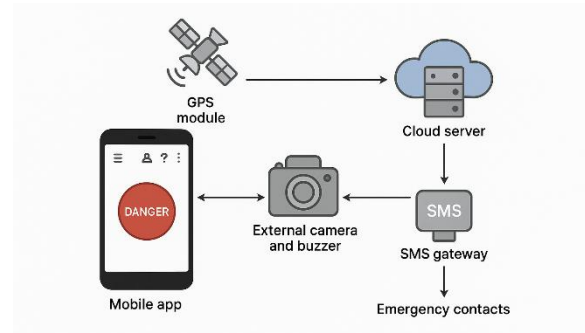 GPS
module
Cloud server
? 
DANGER
External camera
and buzzer
SMS
SMS gateway
Mobile app
Emergency contacts